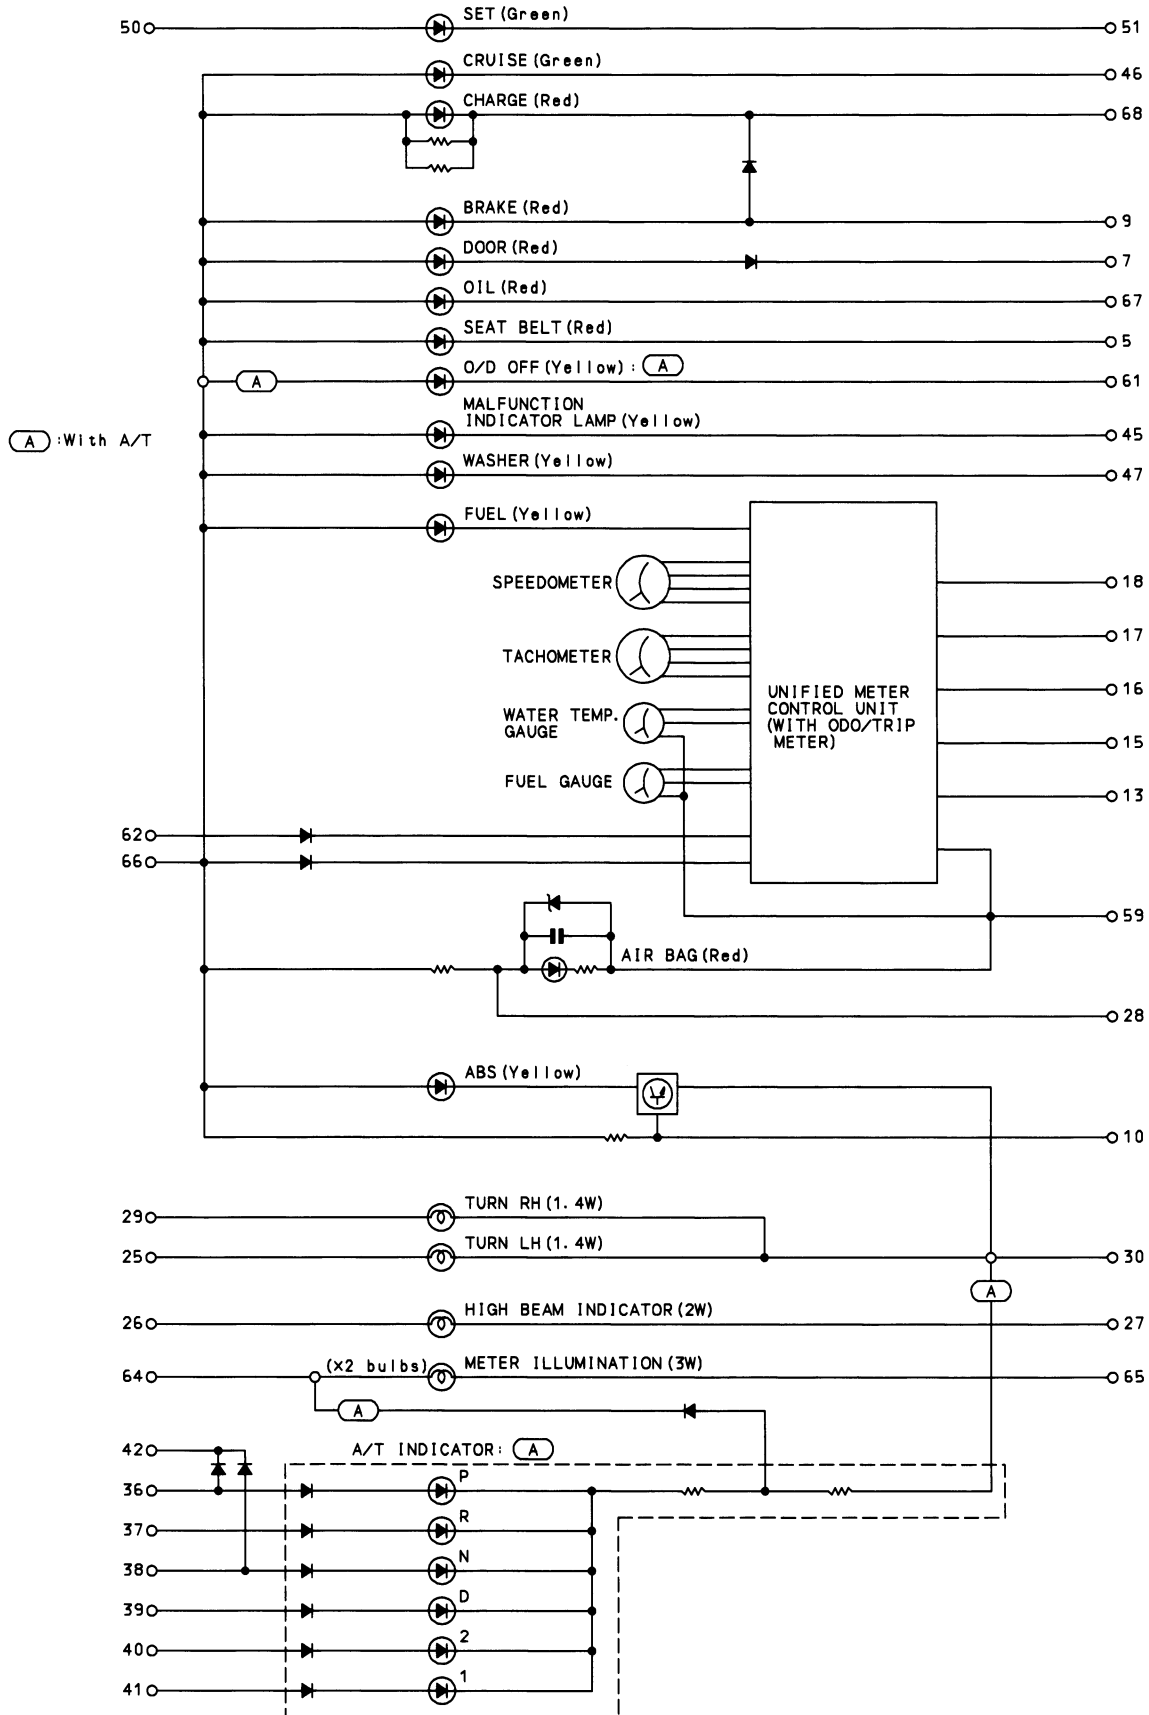 50 SET (Green) 51
CRUISE (Green) 46
CHARGE (Red) 68
BRAKE (Red) 9
DOOR (Red) 7
OIL (Red) 67
SEAT BELT (Red) 5
A O/D OFF (Yellow) : A 61
MALFUNCTION
INDICATOR LAMP (Yellow) 45
A :With A/T
WASHER (Yellow) 47
FUEL (Yellow)
SPEEDOMETER 18
17
TACHOMETER
UNIFIED METER
CONTROL UNIT
(WITH ODO/TRIP
METER)
16
WATER TEMP.
GAUGE
15
FUEL GAUGE
13
62
66
59
AIR BAG (Red)
28
ABS (Yellow)
10
29 TURN RH (1.4W)
25 TURN LH (1.4W) 30
A
26 HIGH BEAM INDICATOR (2W) 27
64 (X2 bulbs) METER ILLUMINATION (3W) 65
A
42 A/T INDICATOR: A
36 P
37 R
38 N
39 D
40 2
41 1